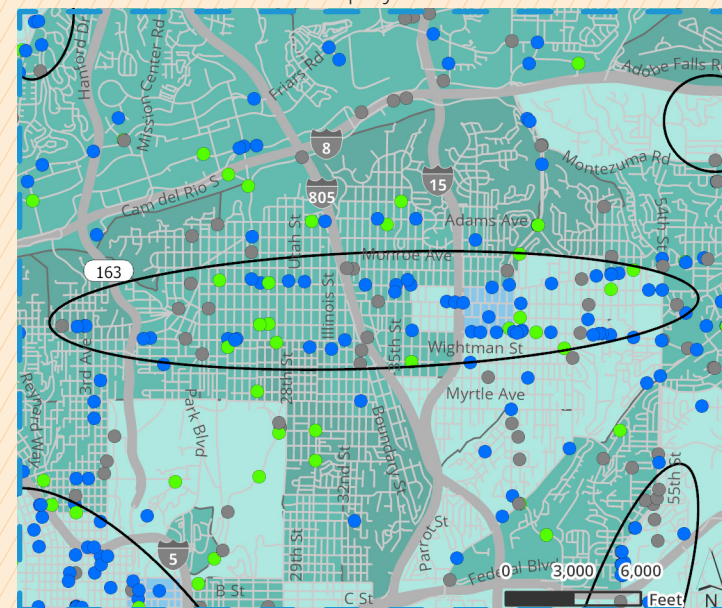 Hanford Dr
Mission Center Rd
Friars Rd
Adobe Falls R
8
805
15
Cam del Rio S
Montezuma Rd
54th St
Adams Ave
Utah St
Monroe Ave
163
Illinois St
35th St
Wightman St
3rd Ave
28th St
Myrtle Ave
Reynard Way
Park Blvd
Boundary St
32nd St
55th St
Parrot St
29th St
5
Federal Blvd
B St
C St
0 3,000 6,000
Feet
N